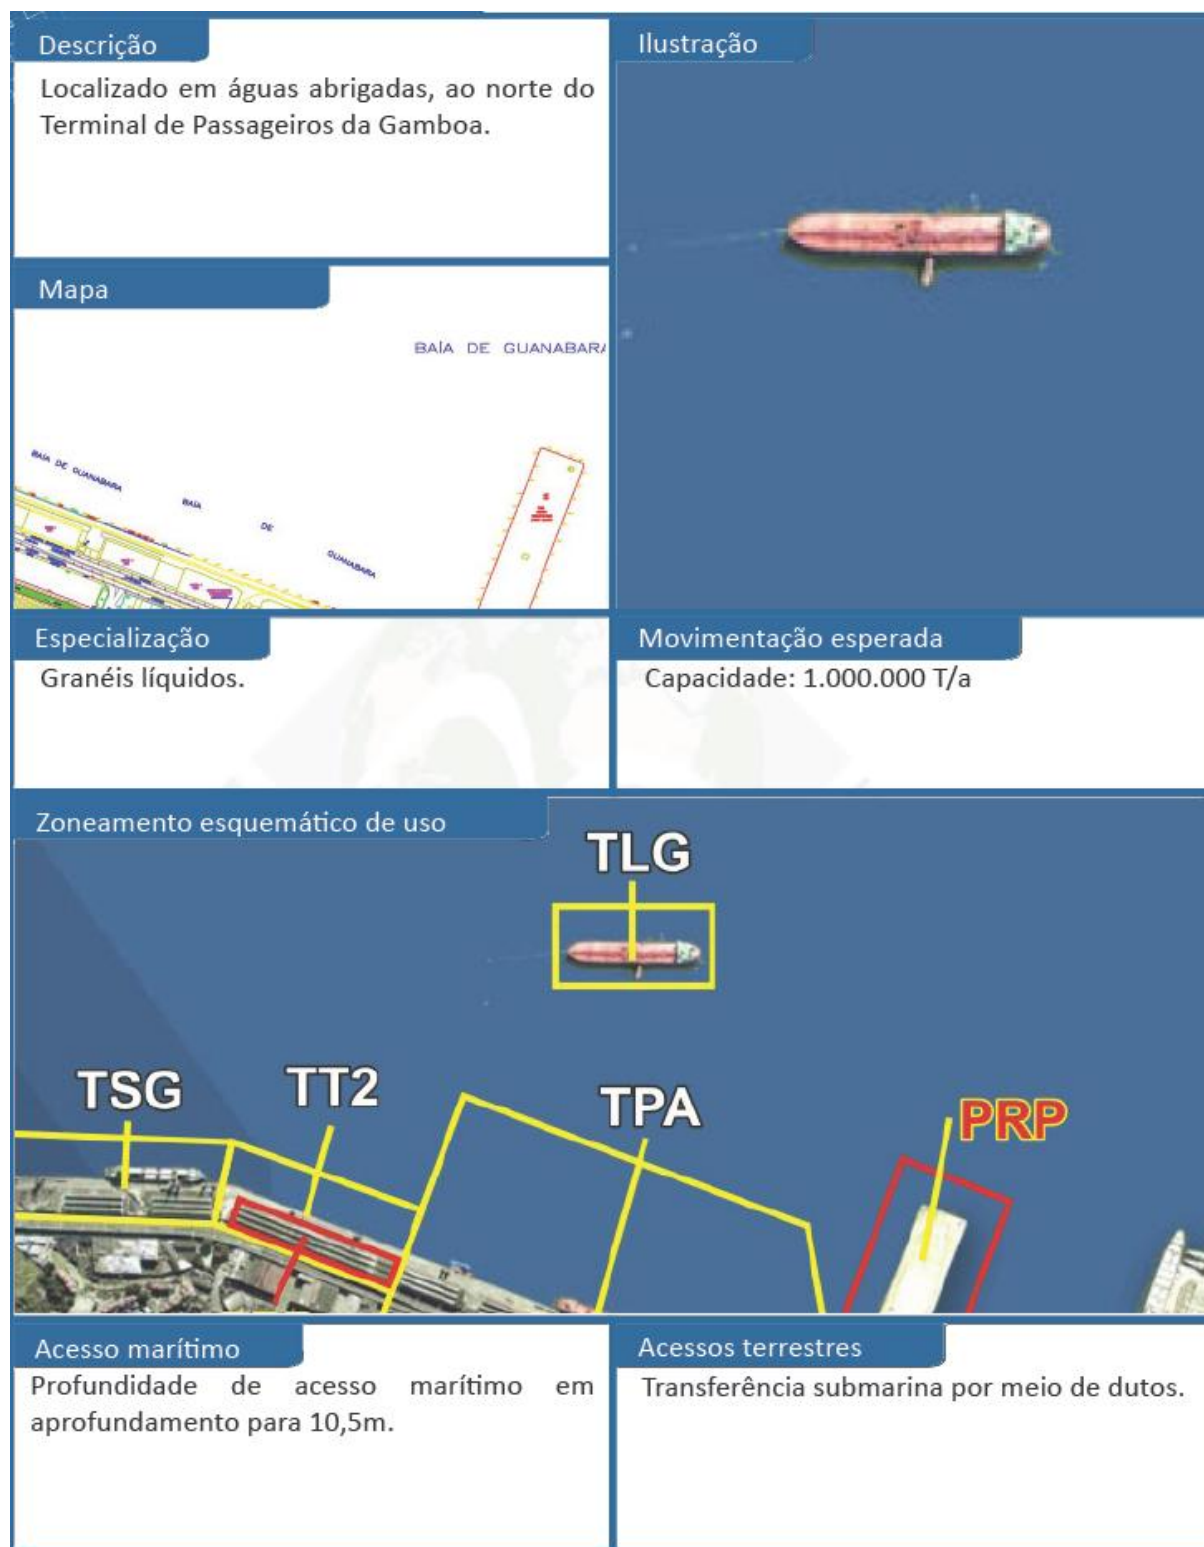 Descrição
Localizado em águas abrigadas, ao norte do
Terminal de Passageiros da Gamboa.
Ilustração
Mapa
BAÍA DE GUANABARA
BAÍA DE GUANABARA
BAÍA
DE
GUANABARA
Especialização
Granéis líquidos.
Movimentação esperada
Capacidade: 1.000.000 T/a
Zoneamento esquemático de uso
TLG
TSG
TT2
TPA
PRP
Acesso marítimo
Profundidade de acesso marítimo em
aprofundamento para 10,5m.
Acessos terrestres
Transferência submarina por meio de dutos.